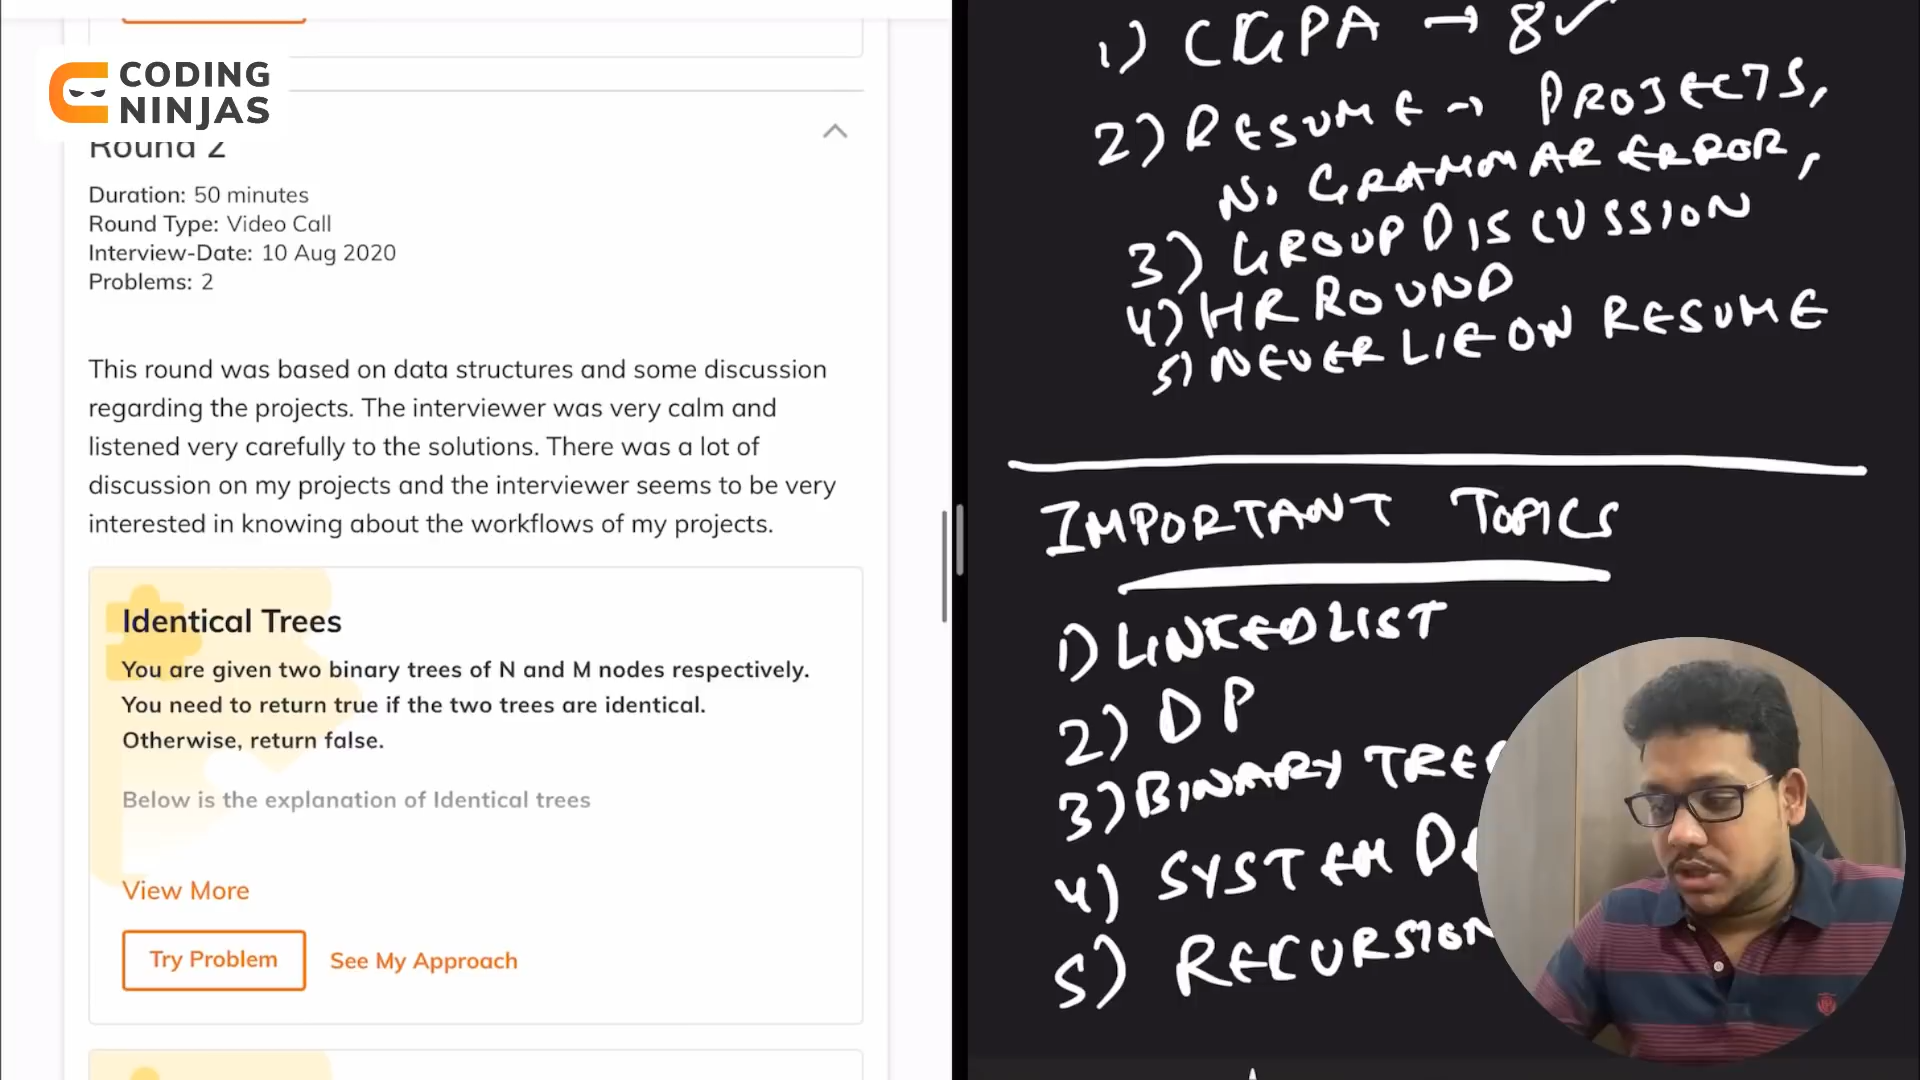 CODING
NINJAS
Round 2
Duration: 50 minutes
Round Type: Video Call
Interview-Date: 10 Aug 2020
Problems: 2
This round was based on data structures and some discussion
regarding the projects. The interviewer was very calm and
listened very carefully to the solutions. There was a lot of
discussion on my projects and the interviewer seems to be very
interested in knowing about the workflows of my projects.
Identical Trees
You are given two binary trees of N and M nodes respectively.
You need to return true if the two trees are identical.
Otherwise, return false.
Below is the explanation of Identical trees
View More
Try Problem See My Approach
1) CGPA → 8 ✓
2) RESUME → PROJECTS,
NO GRAMMAR ERROR,
3) GROUP DISCUSSION
4) HR ROUND
5) NEVER LIE ON RESUME
IMPORTANT TOPICS
1) LINKED LIST
2) DP
3) BINARY TREE
4) SYSTEM DE
5) RECURSION